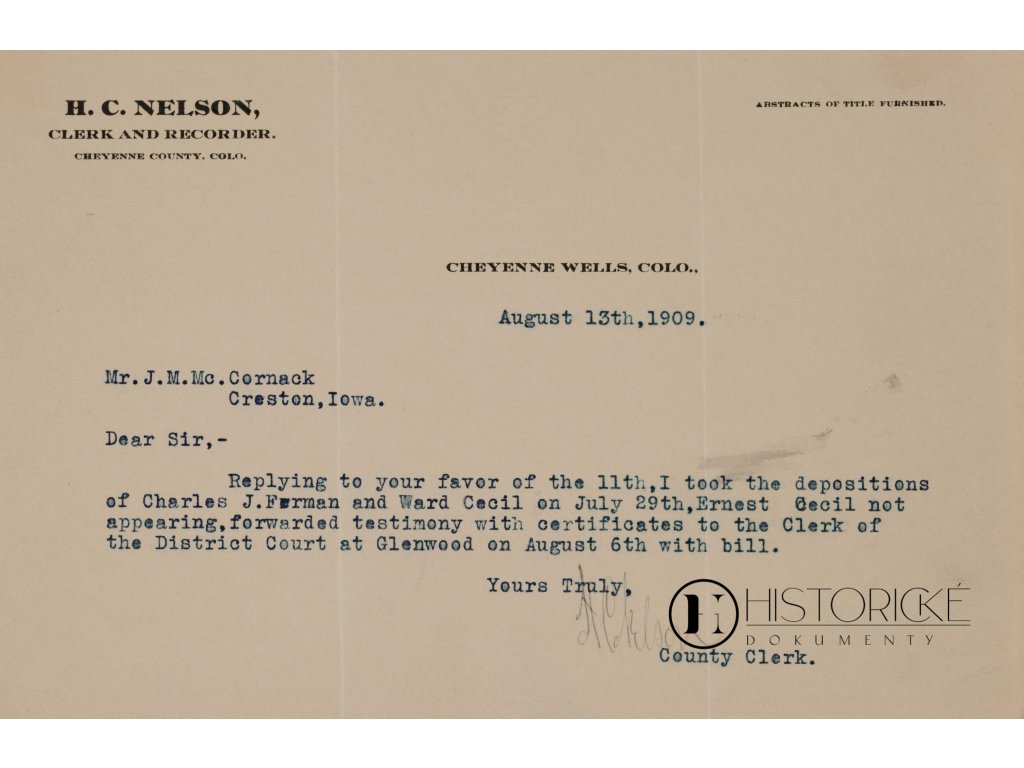 H. C. NELSON,
CLERK AND RECORDER.
CHEYENNE COUNTY, COLO.
ABSTRACTS OF TITLE FURNISHED.
CHEYENNE WELLS, COLO.,
August 13th,1909.
Mr.J.M.Mc.Cornack
Creston,Iowa.
Dear Sir,-
Replying to your favor of the 11th,I took the depositions
of Charles J.Ferman and Ward Cecil on July 29th,Ernest Cecil not
appearing,forwarded testimony with certificates to the Clerk of
the District Court at Glenwood on August 6th with bill.
Yours Truly,
H C Nelson
County Clerk.
HISTORICKÉ
DOKUMENTY